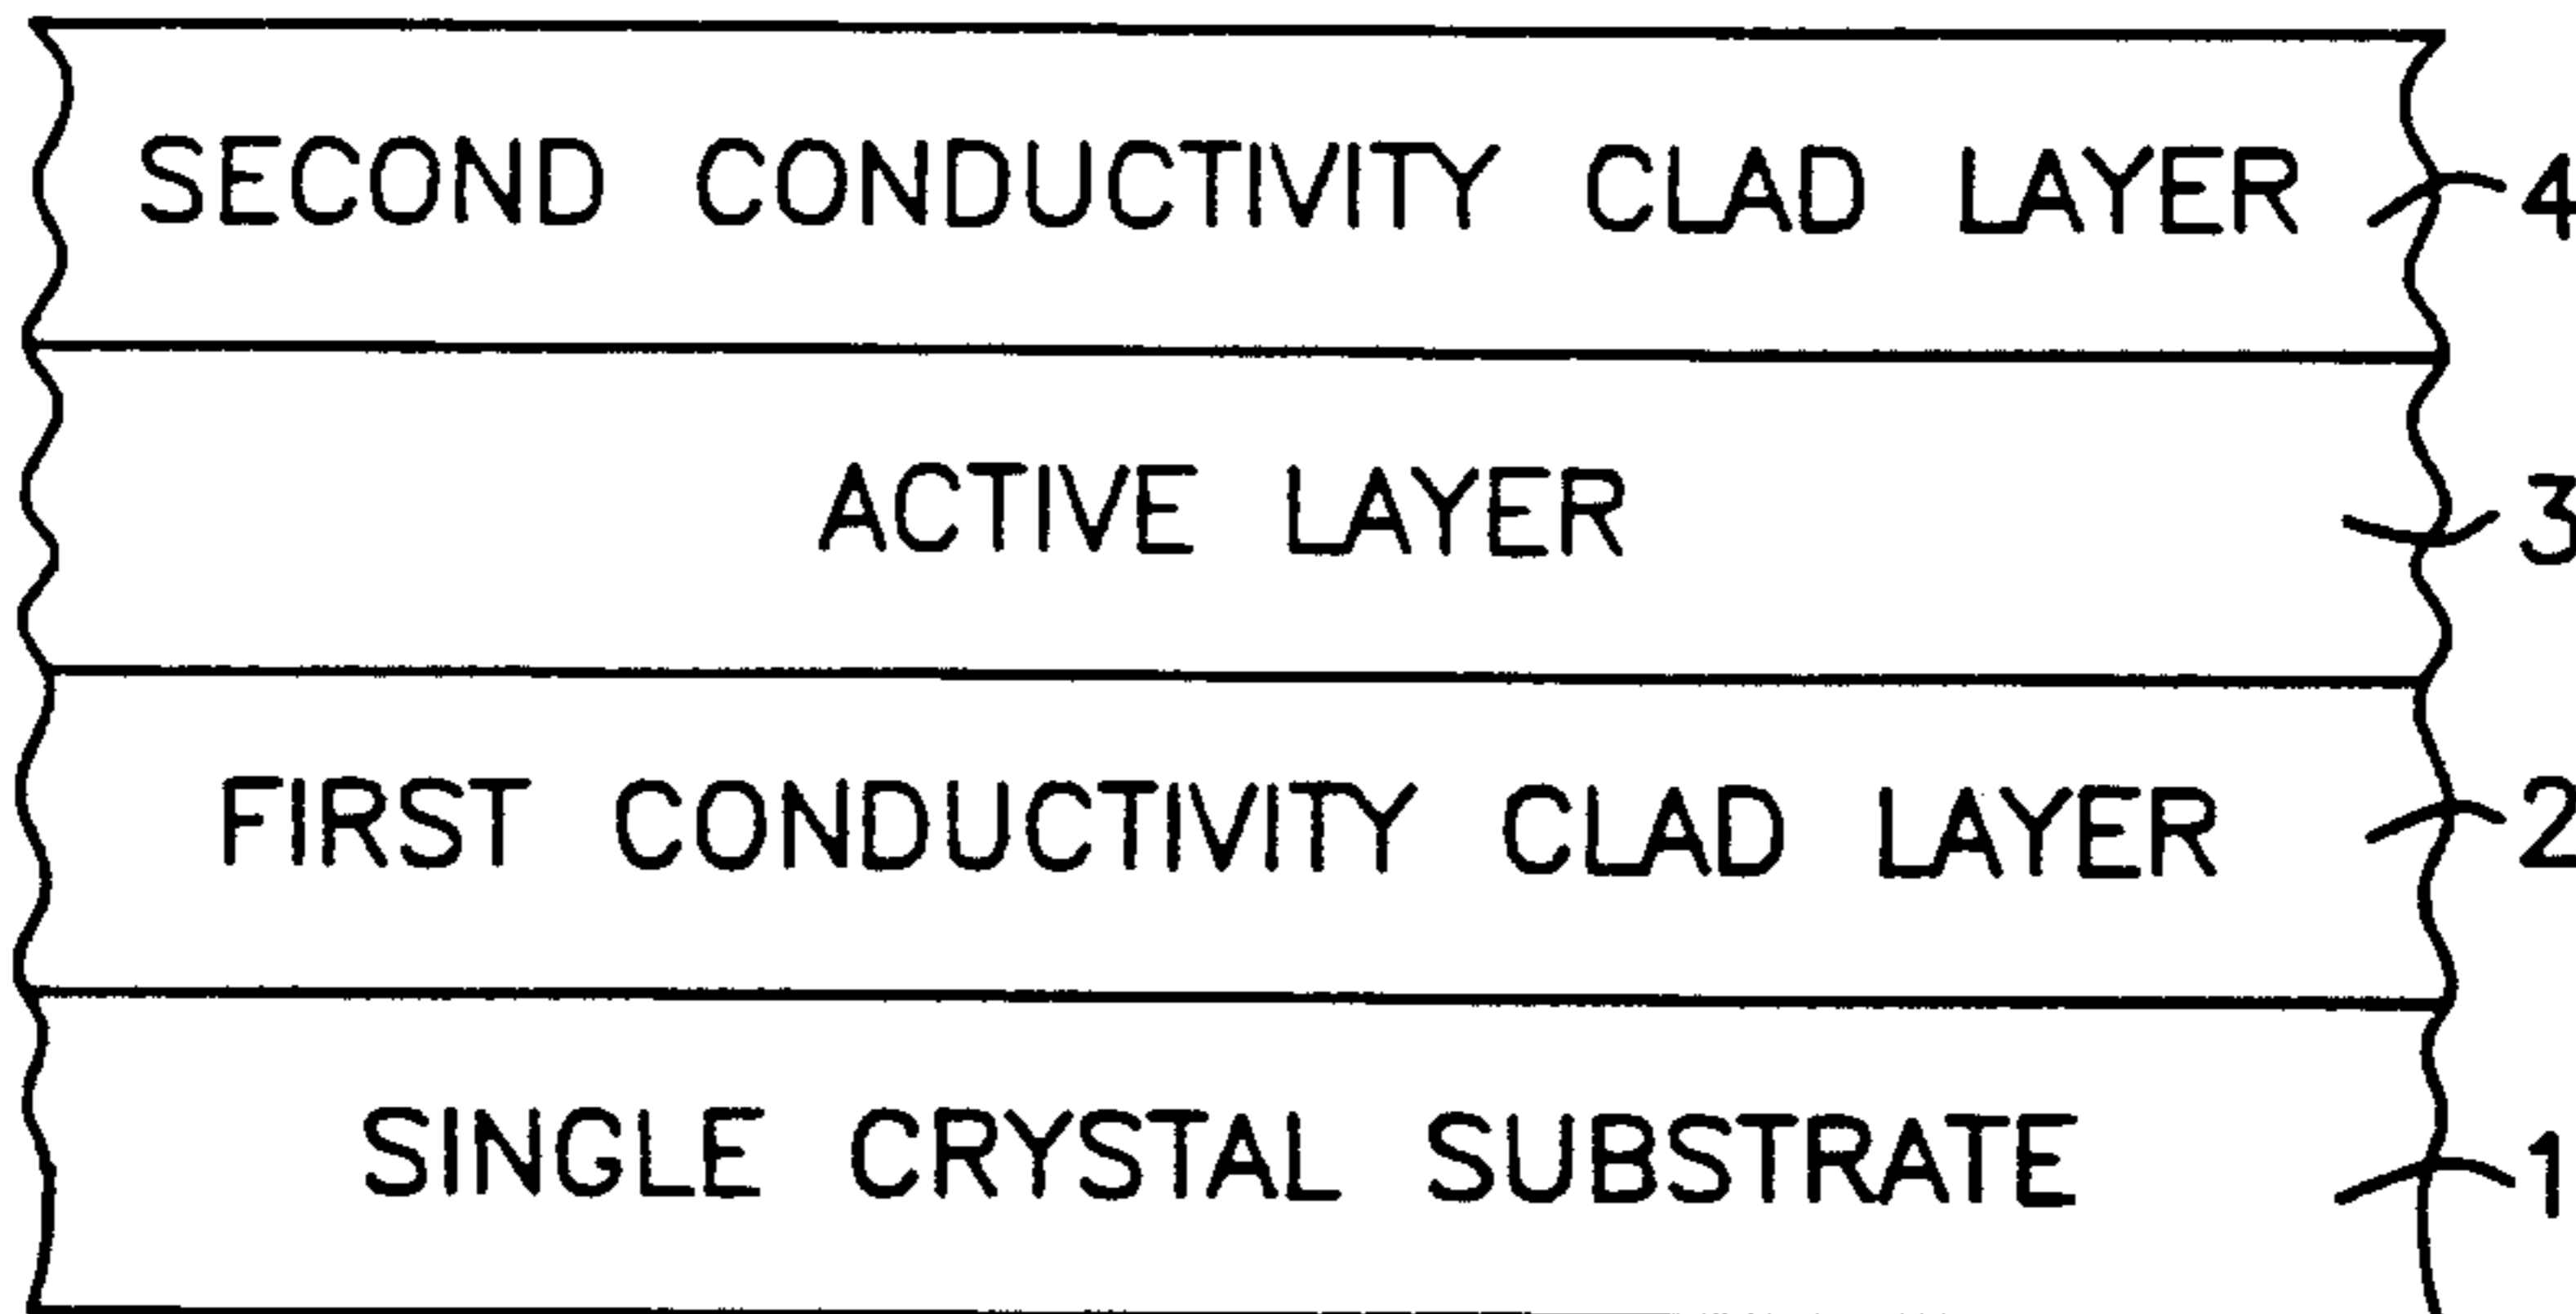 SECOND CONDUCTIVITY CLAD LAYER 4
ACTIVE LAYER 3
FIRST CONDUCTIVITY CLAD LAYER 2
SINGLE CRYSTAL SUBSTRATE 1